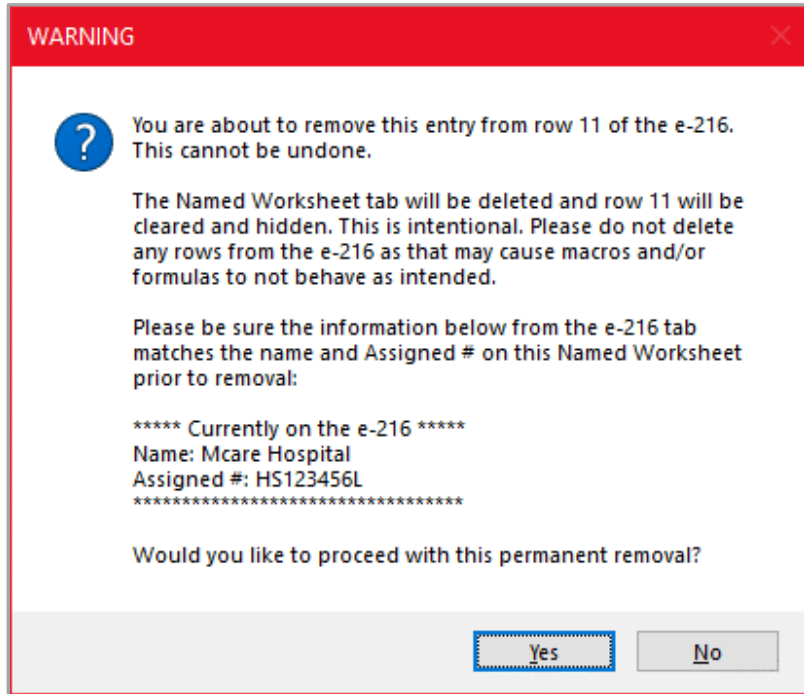 WARNING
You are about to remove this entry from row 11 of the e-216.
This cannot be undone.
The Named Worksheet tab will be deleted and row 11 will be
cleared and hidden. This is intentional. Please do not delete
any rows from the e-216 as that may cause macros and/or
formulas to not behave as intended.
Please be sure the information below from the e-216 tab
matches the name and Assigned # on this Named Worksheet
prior to removal:
***** Currently on the e-216 *****
Name: Mcare Hospital
Assigned #: HS123456L
**********************************
Would you like to proceed with this permanent removal?
Yes No